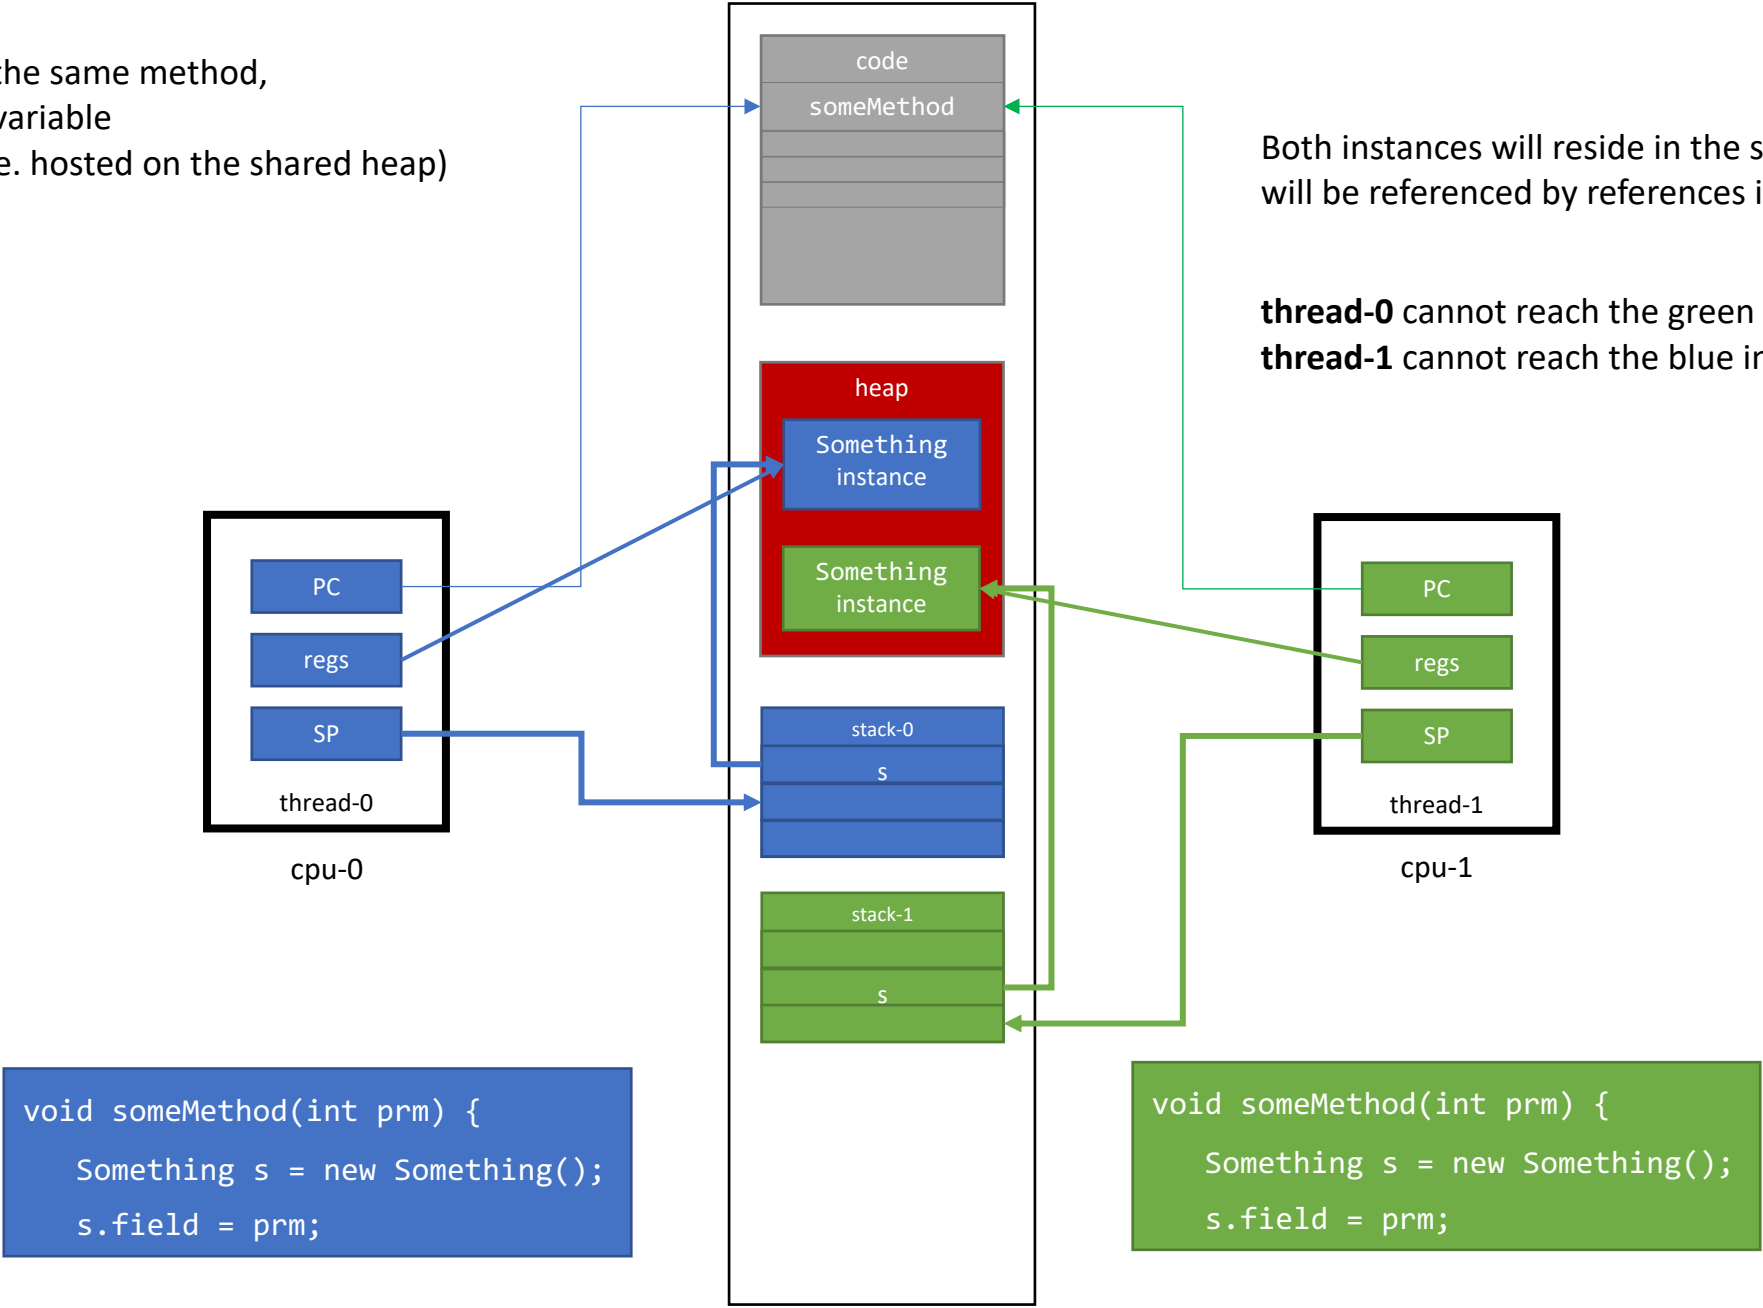 the same method,
variable
e. hosted on the shared heap)
code
someMethod
Both instances will reside in the
will be referenced by references
thread-0 cannot reach the green
thread-1 cannot reach the blue
heap
Something
instance
Something
instance
PC
regs
SP
thread-0
cpu-0
PC
regs
SP
thread-1
cpu-1
stack-0
s
stack-1
s
void someMethod(int prm) {
Something s = new Something();
s.field = prm;
void someMethod(int prm) {
Something s = new Something();
s.field = prm;